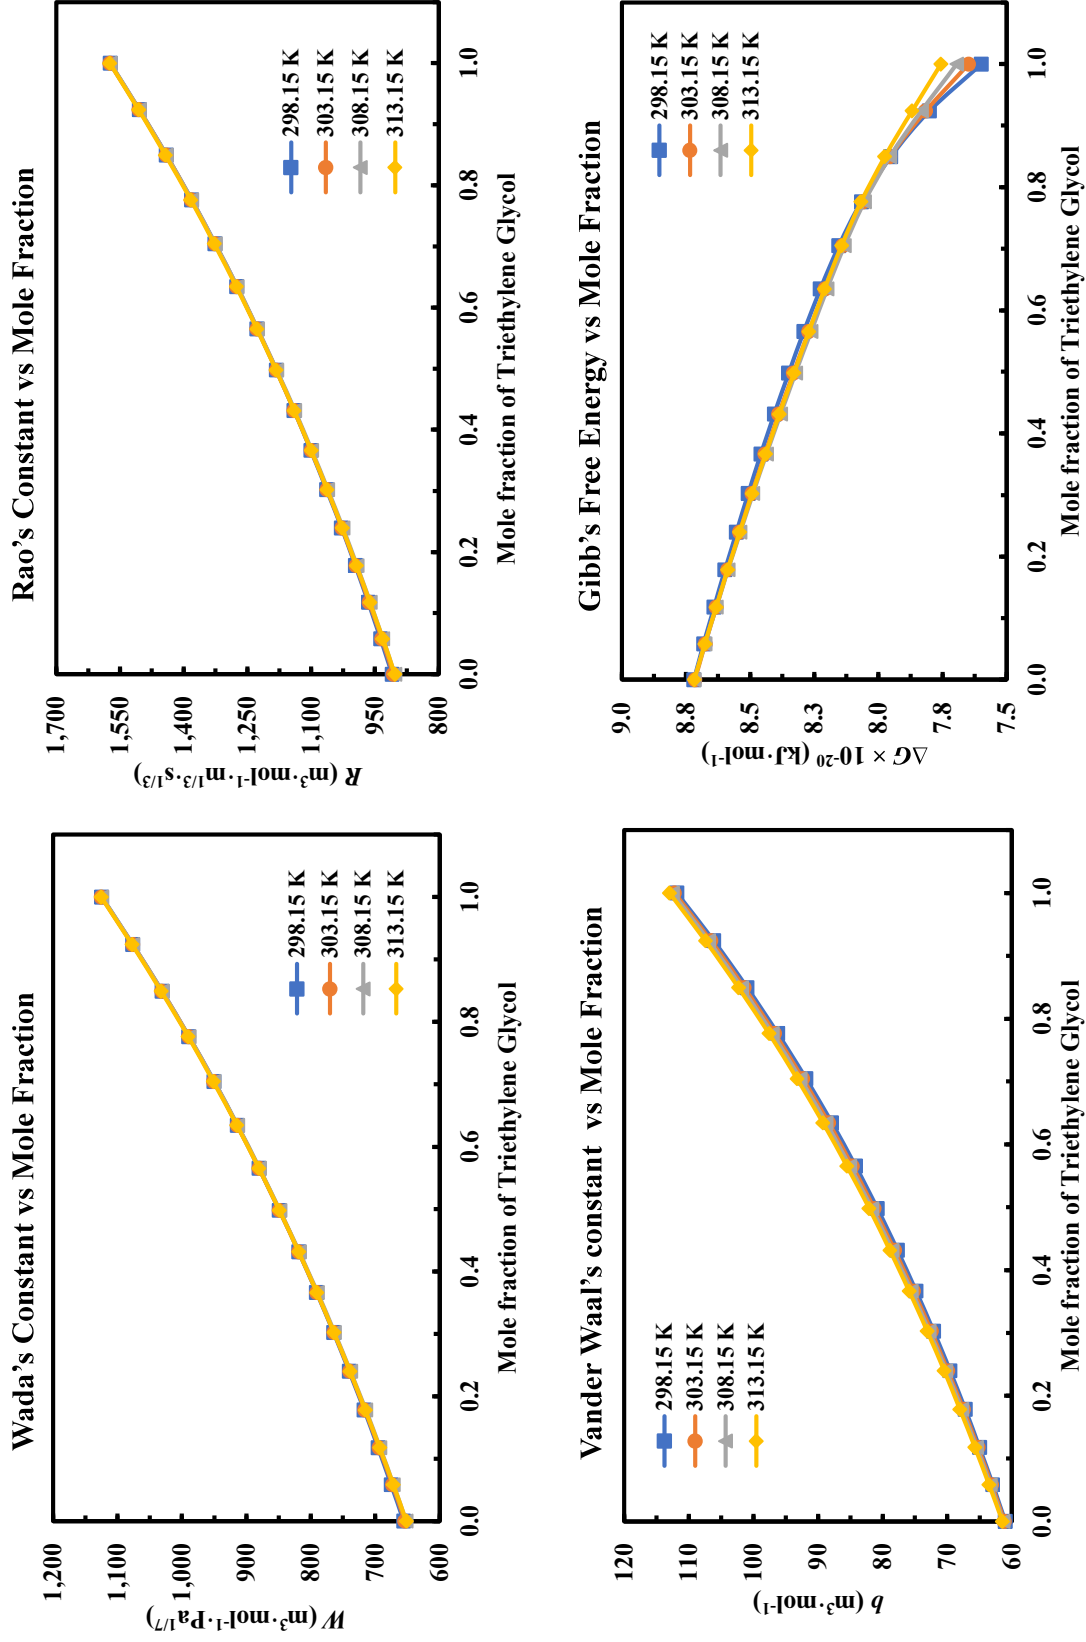 Wada's Constant vs Mole Fraction
W (m³·mol⁻¹·Pa¹ᐟ⁷)
1,200
1,100
1,000
900
800
700
600
0.0 0.2 0.4 0.6 0.8 1.0
Mole fraction of Triethylene Glycol
298.15 K
303.15 K
308.15 K
313.15 K
Rao's Constant vs Mole Fraction
R (m³·mol⁻¹·m¹ᐟ³·s¹ᐟ³)
1,700
1,550
1,400
1,250
1,100
950
800
0.0 0.2 0.4 0.6 0.8 1.0
Mole fraction of Triethylene Glycol
298.15 K
303.15 K
308.15 K
313.15 K
Vander Waal's constant vs Mole Fraction
b (m³·mol⁻¹)
120
110
100
90
80
70
60
0.0 0.2 0.4 0.6 0.8 1.0
Mole fraction of Triethylene Glycol
298.15 K
303.15 K
308.15 K
313.15 K
Gibb's Free Energy vs Mole Fraction
ΔG × 10⁻²⁰ (kJ·mol⁻¹)
9.0
8.8
8.5
8.3
8.0
7.8
7.5
0.0 0.2 0.4 0.6 0.8 1.0
Mole fraction of Triethylene Glycol
298.15 K
303.15 K
308.15 K
313.15 K